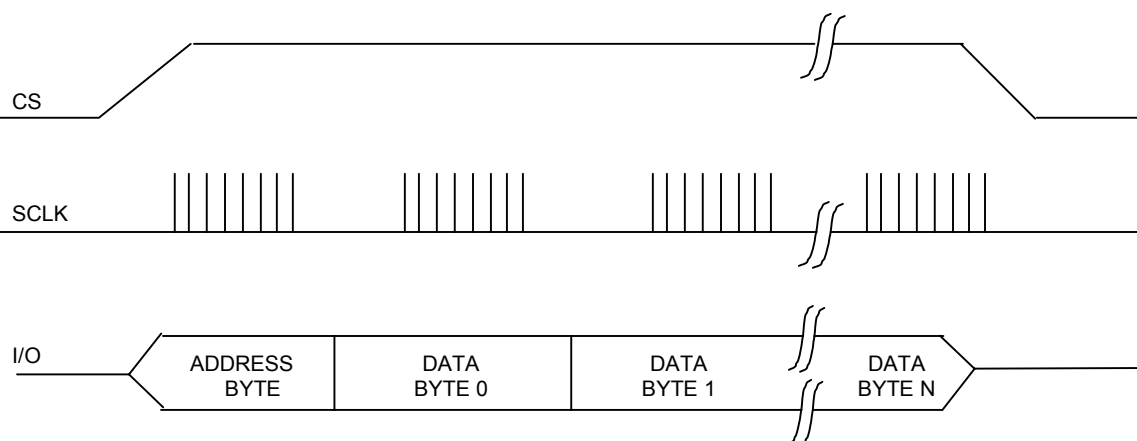 CS
SCLK
I/O
ADDRESS
BYTE
DATA
BYTE 0
DATA
BYTE 1
DATA
BYTE N